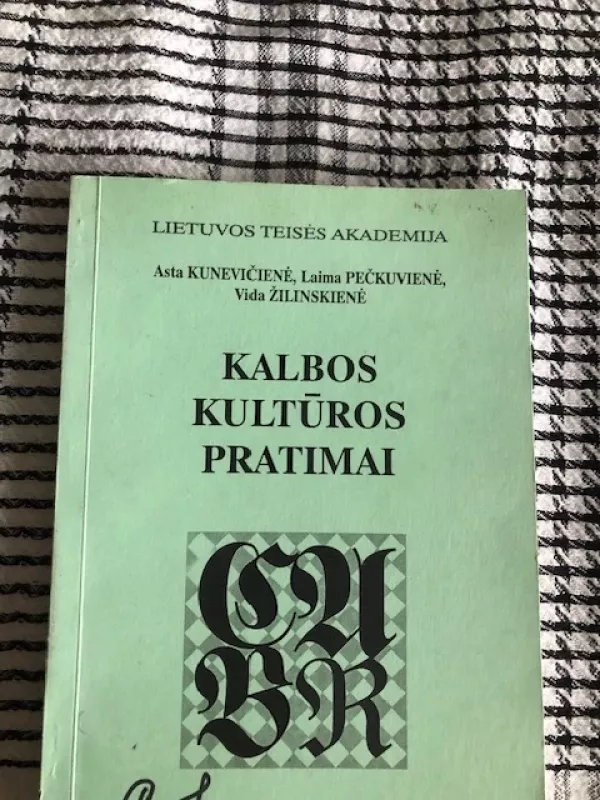 LIETUVOS TEISĖS AKADEMIJA
Asta KUNEVIČIENĖ, Laima PEČKUVIENĖ,
Vida ŽILINSKIENĖ
KALBOS
KULTŪROS
PRATIMAI